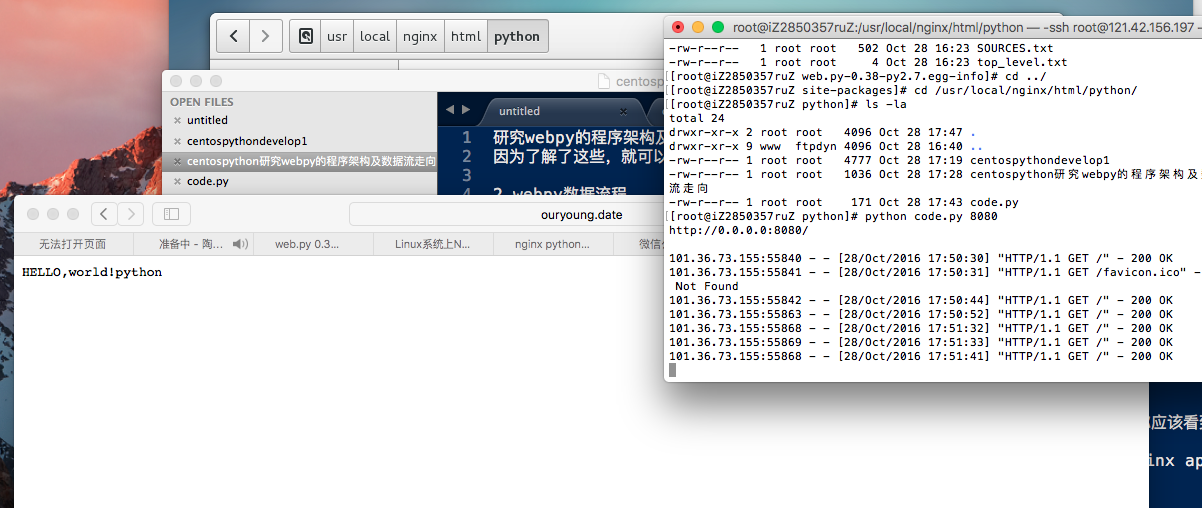 usr local nginx html python
centosp
OPEN FILES
untitled
centospythondevelop1
centospython研究webpy的程序架构及数据流走向
code.py
untitled
1 研究webpy的程序架构及
2 因为了解了这些，就可以
3
2 webpy数据流程
ouryoung.date
无法打开页面
准备中 - 陶...
web.py 0.3...
Linux系统上N...
nginx python...
微信
HELLO,world!python
root@iZ2850357ruZ:/usr/local/nginx/html/python — -ssh root@121.42.156.197 –
-rw-r--r-- 1 root root 502 Oct 28 16:23 SOURCES.txt
-rw-r--r-- 1 root root 4 Oct 28 16:23 top_level.txt
[[root@iZ2850357ruZ web.py-0.38-py2.7.egg-info]# cd ../
[[root@iZ2850357ruZ site-packages]# cd /usr/local/nginx/html/python/
[[root@iZ2850357ruZ python]# ls -la
total 24
drwxr-xr-x 2 root root 4096 Oct 28 17:47 .
drwxr-xr-x 9 www ftpdyn 4096 Oct 28 16:40 ..
-rw-r--r-- 1 root root 4777 Oct 28 17:19 centospythondevelop1
-rw-r--r-- 1 root root 1036 Oct 28 17:28 centospython研究webpy的程序架构及
流走向
-rw-r--r-- 1 root root 171 Oct 28 17:43 code.py
[[root@iZ2850357ruZ python]# python code.py 8080
http://0.0.0.0:8080/
101.36.73.155:55840 - - [28/Oct/2016 17:50:30] "HTTP/1.1 GET /" - 200 OK
101.36.73.155:55841 - - [28/Oct/2016 17:50:31] "HTTP/1.1 GET /favicon.ico" -
Not Found
101.36.73.155:55842 - - [28/Oct/2016 17:50:44] "HTTP/1.1 GET /" - 200 OK
101.36.73.155:55863 - - [28/Oct/2016 17:50:52] "HTTP/1.1 GET /" - 200 OK
101.36.73.155:55868 - - [28/Oct/2016 17:51:32] "HTTP/1.1 GET /" - 200 OK
101.36.73.155:55869 - - [28/Oct/2016 17:51:33] "HTTP/1.1 GET /" - 200 OK
101.36.73.155:55868 - - [28/Oct/2016 17:51:41] "HTTP/1.1 GET /" - 200 OK
应该看到
inx ap